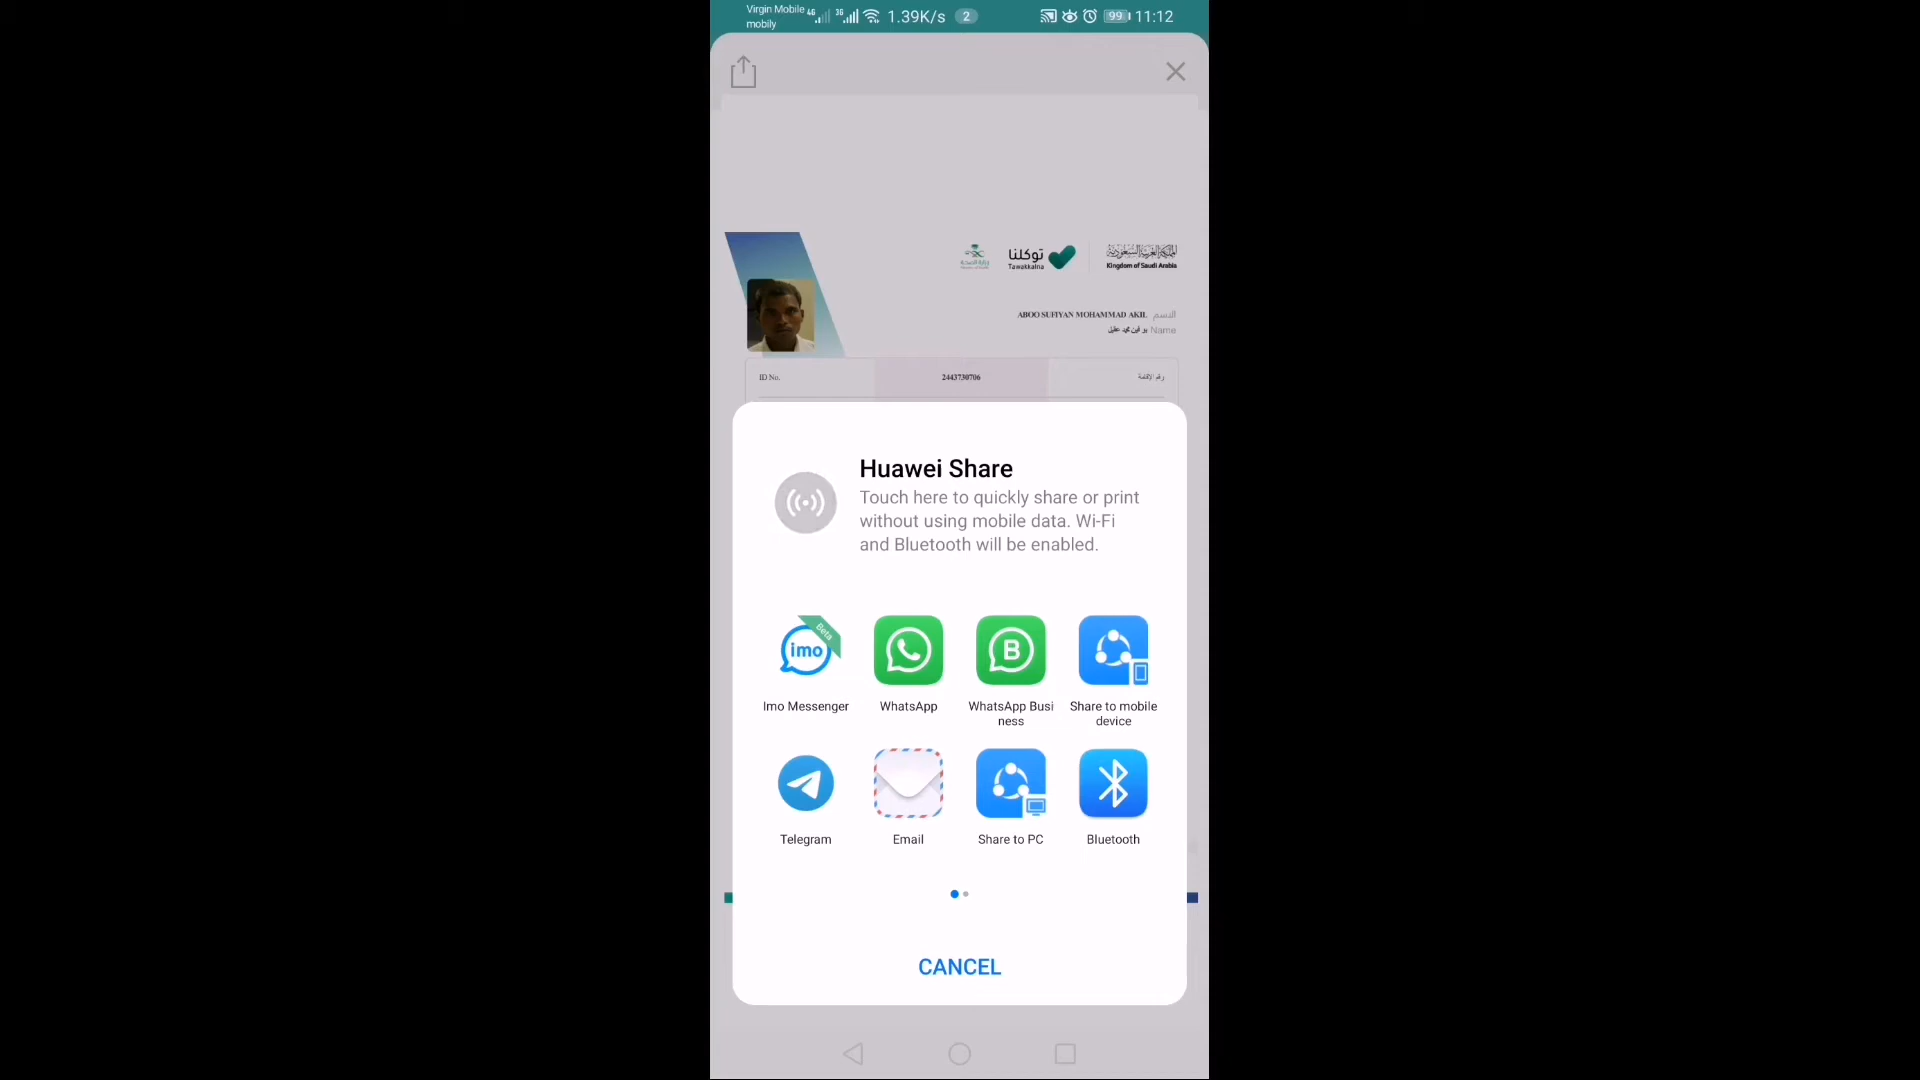 Virgin Mobile 4G 3G 1.39K/s 2 99 11:12
mobily
توكلنا
Tawakkalna
المملكة العربية السعودية
Kingdom of Saudi Arabia
ABOO SUFIYAN MOHAMMAD AKIL الاسم
Name
ID No. 2443730706 رقم الإقامة
Huawei Share
Touch here to quickly share or print
without using mobile data. Wi-Fi
and Bluetooth will be enabled.
Beta
imo
B
Imo Messenger WhatsApp WhatsApp Busi Share to mobile
ness device
Telegram Email Share to PC Bluetooth
CANCEL